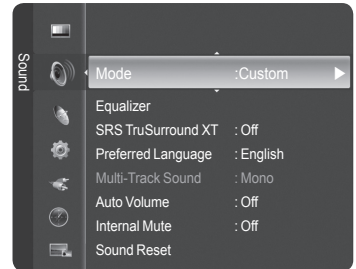 Sound
Mode :Custom
Equalizer
SRS TruSurround XT : Off
Preferred Language : English
Multi-Track Sound : Mono
Auto Volume : Off
Internal Mute : Off
Sound Reset